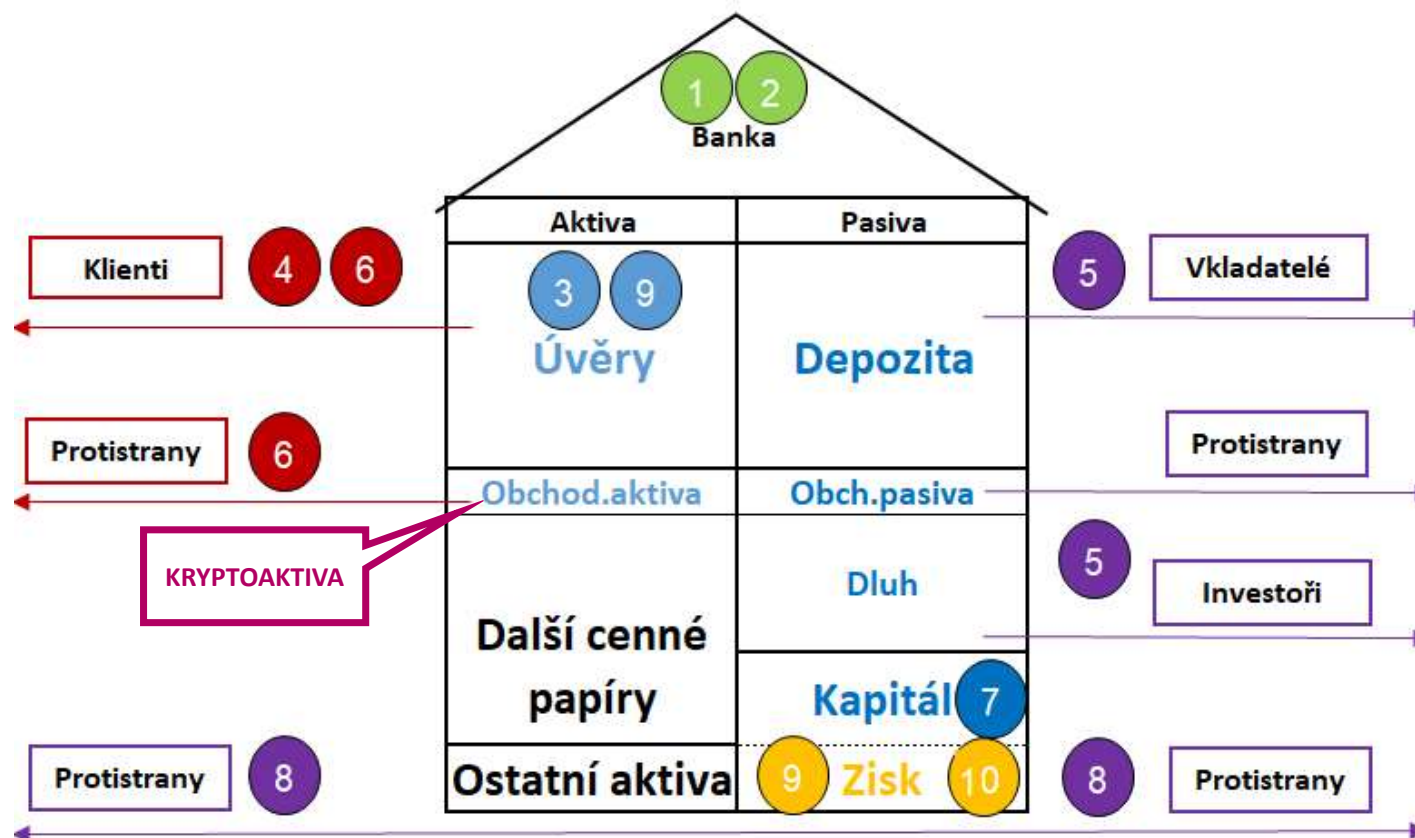 1 2
Banka
Aktiva Pasiva
Klienti 4 6
3 9
5 Vkladatelé
Úvěry Depozita
Protistrany 6
Protistrany
Obchod.aktiva Obch.pasiva
KRYPTOAKTIVA
Dluh
5 Investoři
Další cenné
papíry
Kapitál 7
Protistrany 8
Ostatní aktiva
9 Zisk 10
8 Protistrany